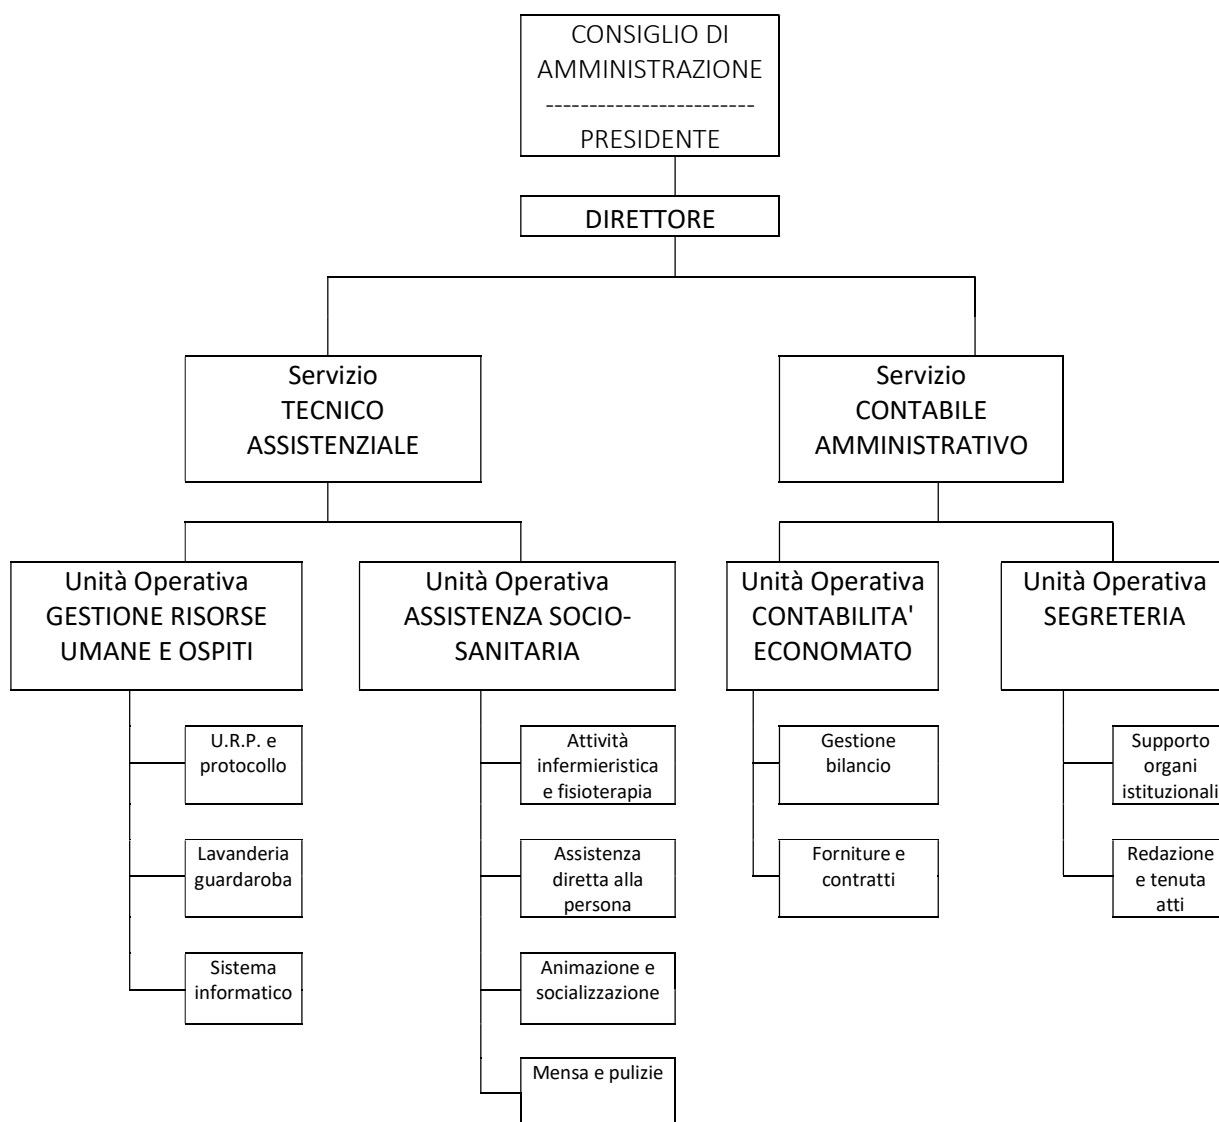 CONSIGLIO DI
AMMINISTRAZIONE
------------------------
PRESIDENTE
DIRETTORE
Servizio
TECNICO
ASSISTENZIALE
Servizio
CONTABILE
AMMINISTRATIVO
Unità Operativa
GESTIONE RISORSE
UMANE E OSPITI
Unità Operativa
ASSISTENZA SOCIO-
SANITARIA
Unità Operativa
CONTABILITA'
ECONOMATO
Unità Operativa
SEGRETERIA
U.R.P. e
protocollo
Lavanderia
guardaroba
Sistema
informatico
Attività
infermieristica
e fisioterapia
Assistenza
diretta alla
persona
Animazione e
socializzazione
Mensa e pulizie
Gestione
bilancio
Forniture e
contratti
Supporto
organi
istituzionali
Redazione
e tenuta
atti